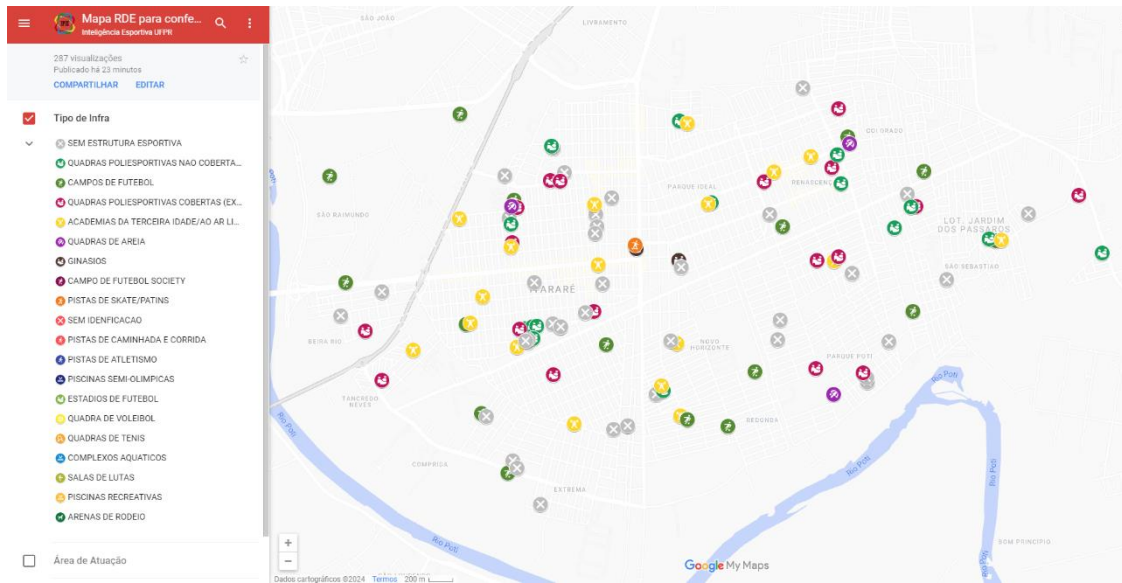 Mapa RDE para confe...
Inteligência Esportiva UFPR
287 visualizações
Publicado há 23 minutos
COMPARTILHAR EDITAR
Tipo de Infra
SEM ESTRUTURA ESPORTIVA
QUADRAS POLIESPORTIVAS NAO COBERTA...
CAMPOS DE FUTEBOL
QUADRAS POLIESPORTIVAS COBERTAS (EX...
ACADEMIAS DA TERCEIRA IDADE/AO AR LI...
QUADRAS DE AREIA
GINASIOS
CAMPO DE FUTEBOL SOCIETY
PISTAS DE SKATE/PATINS
SEM IDENFICACAO
PISTAS DE CAMINHADA E CORRIDA
PISTAS DE ATLETISMO
PISCINAS SEMI-OLIMPICAS
ESTADIOS DE FUTEBOL
QUADRA DE VOLEIBOL
QUADRAS DE TENIS
COMPLEXOS AQUATICOS
SALAS DE LUTAS
PISCINAS RECREATIVAS
ARENAS DE RODEIO
Área de Atuação
SÃO JOÃO
LIVRAMENTO
PARQUE IDEAL
RENASCENÇA
SÃO RAIMUNDO
LOT. JARDIM
DOS PASSAROS
SÃO SEBASTIAO
ITARARÉ
BEIRA RIO
NOVO
HORIZONTE
PARQUE POTI
Rio Poti
TANCREDO
NEVES
Rio Poti
REDONDA
COMPRIDA
Rio Poti
Rio Poti
EXTREMA
Rio Poti
BOM PRINCÍPIO
Google My Maps
Dados cartográficos ©2024 Termos 200 m